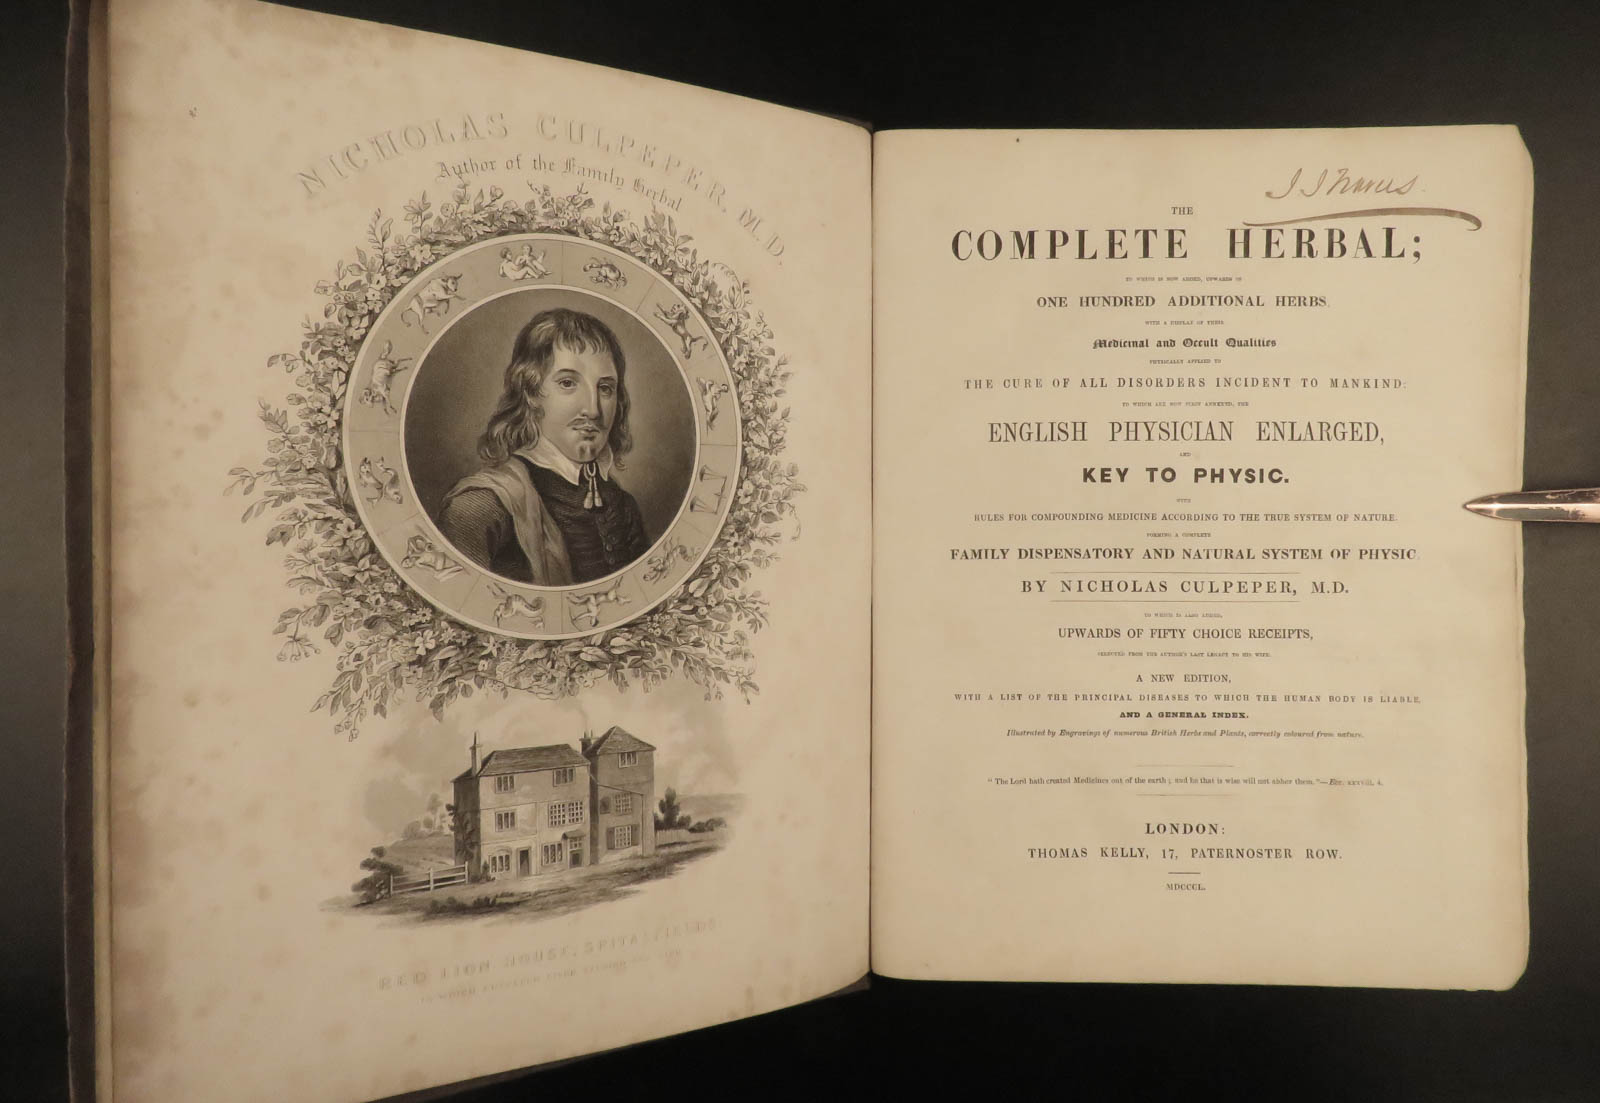 NICHOLAS CULPEPER, M.D.
Author of the Family Herbal
RED LION HOUSE, SPITALFIELDS
THE
COMPLETE HERBAL;
TO WHICH IS NOW ADDED, UPWARDS OF
ONE HUNDRED ADDITIONAL HERBS,
WITH A DISPLAY OF THEIR
Medicinal and Occult Qualities
PHYSICALLY APPLIED TO
THE CURE OF ALL DISORDERS INCIDENT TO MANKIND:
TO WHICH ARE NOW FIRST ANNEXED, THE
ENGLISH PHYSICIAN ENLARGED,
AND
KEY TO PHYSIC.
WITH
RULES FOR COMPOUNDING MEDICINE ACCORDING TO THE TRUE SYSTEM OF NATURE.
FORMING A COMPLETE
FAMILY DISPENSATORY AND NATURAL SYSTEM OF PHYSIC.
BY NICHOLAS CULPEPER, M.D.
TO WHICH IS ALSO ADDED,
UPWARDS OF FIFTY CHOICE RECEIPTS,
SELECTED FROM THE AUTHOR'S LAST LEGACY TO HIS WIFE.
A NEW EDITION,
WITH A LIST OF THE PRINCIPAL DISEASES TO WHICH THE HUMAN BODY IS LIABLE,
AND A GENERAL INDEX.
Illustrated by Engravings of numerous British Herbs and Plants, correctly coloured from nature.
"The Lord hath created Medicines out of the earth; and he that is wise will not abhor them."—Ecc. xxxviii. 4.
LONDON:
THOMAS KELLY, 17, PATERNOSTER ROW.
MDCCCL.